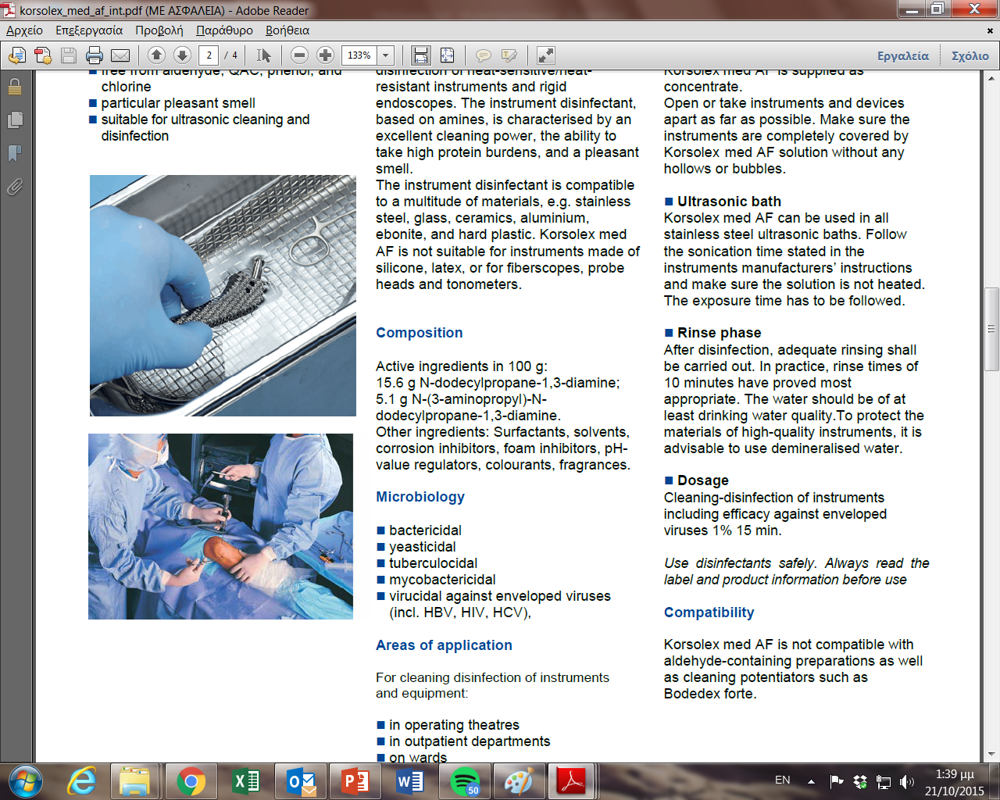 korsolex_med_af_int.pdf (ΜΕ ΑΣΦΑΛΕΙΑ) - Adobe Reader
Αρχείο Επεξεργασία Προβολή Παράθυρο Βοήθεια
2 / 4 133% Εργαλεία Σχόλιο
free from aldehyde, QAC, phenol, and
chlorine
particular pleasant smell
suitable for ultrasonic cleaning and
disinfection
disinfection of heat-sensitive/heat-
resistant instruments and rigid
endoscopes. The instrument disinfectant,
based on amines, is characterised by an
excellent cleaning power, the ability to
take high protein burdens, and a pleasant
smell.
The instrument disinfectant is compatible
to a multitude of materials, e.g. stainless
steel, glass, ceramics, aluminium,
ebonite, and hard plastic. Korsolex med
AF is not suitable for instruments made of
silicone, latex, or for fiberscopes, probe
heads and tonometers.
Composition
Active ingredients in 100 g:
15.6 g N-dodecylpropane-1,3-diamine;
5.1 g N-(3-aminopropyl)-N-
dodecylpropane-1,3-diamine.
Other ingredients: Surfactants, solvents,
corrosion inhibitors, foam inhibitors, pH-
value regulators, colourants, fragrances.
Microbiology
bactericidal
yeasticidal
tuberculocidal
mycobactericidal
virucidal against enveloped viruses
(incl. HBV, HIV, HCV),
Areas of application
For cleaning disinfection of instruments
and equipment:
in operating theatres
in outpatient departments
on wards
Korsolex med AF is supplied as
concentrate.
Open or take instruments and devices
apart as far as possible. Make sure the
instruments are completely covered by
Korsolex med AF solution without any
hollows or bubbles.
Ultrasonic bath
Korsolex med AF can be used in all
stainless steel ultrasonic baths. Follow
the sonication time stated in the
instruments manufacturers’ instructions
and make sure the solution is not heated.
The exposure time has to be followed.
Rinse phase
After disinfection, adequate rinsing shall
be carried out. In practice, rinse times of
10 minutes have proved most
appropriate. The water should be of at
least drinking water quality.To protect the
materials of high-quality instruments, it is
advisable to use demineralised water.
Dosage
Cleaning-disinfection of instruments
including efficacy against enveloped
viruses 1% 15 min.
Use disinfectants safely. Always read the
label and product information before use
Compatibility
Korsolex med AF is not compatible with
aldehyde-containing preparations as well
as cleaning potentiators such as
Bodedex forte.
50
EN
1:39 μμ
21/10/2015